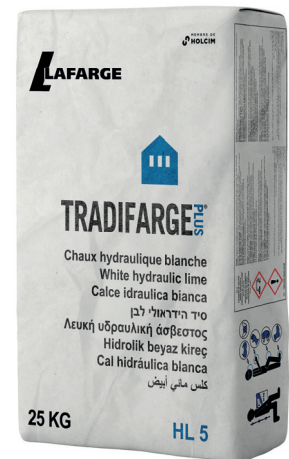 MEMBRE DE
HOLCIM
LAFARGE
TRADIFARGE PLUS®
Chaux hydraulique blanche
White hydraulic lime
Calce idraulica bianca
סיד הידראולי לבן
Λευκή υδραυλική άσβεστος
Hidrolik beyaz kireç
Cal hidráulica blanca
كلس مائي أبيض
25 KG
HL 5